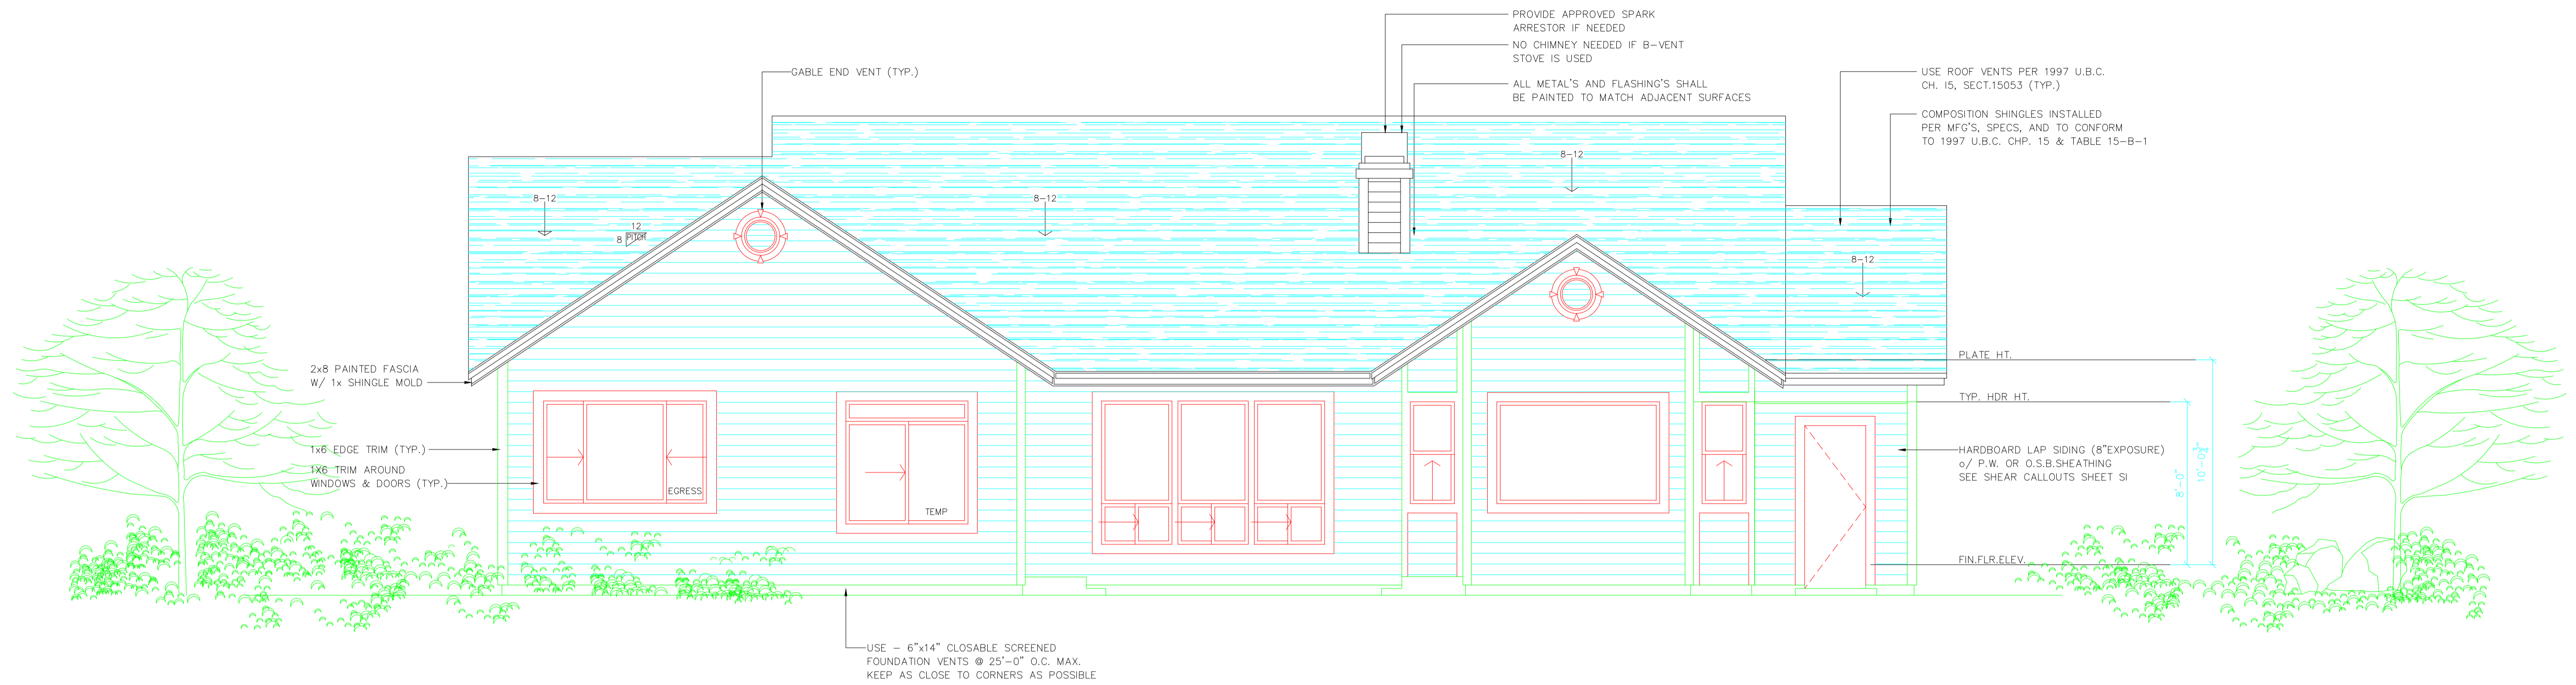 PROVIDE APPROVED SPARK
ARRESTOR IF NEEDED
NO CHIMNEY NEEDED IF B-VENT
STOVE IS USED
ALL METAL'S AND FLASHING'S SHALL
BE PAINTED TO MATCH ADJACENT SURFACES
GABLE END VENT (TYP.)
USE ROOF VENTS PER 1997 U.B.C.
CH. 15, SECT.15053 (TYP.)
COMPOSITION SHINGLES INSTALLED
PER MFG'S, SPECS, AND TO CONFORM
TO 1997 U.B.C. CHP. 15 & TABLE 15-B-1
8-12
8-12
8-12
8-12
12
8 PITCH
2x8 PAINTED FASCIA
W/ 1x SHINGLE MOLD
1x6 EDGE TRIM (TYP.)
1X6 TRIM AROUND
WINDOWS & DOORS (TYP.)
EGRESS
TEMP
PLATE HT.
TYP. HDR HT.
HARDBOARD LAP SIDING (8"EXPOSURE)
o/ P.W. OR O.S.B.SHEATHING
SEE SHEAR CALLOUTS SHEET S1
8'-0"
10'-0 3/4"
FIN.FLR.ELEV.
USE - 6"x14" CLOSABLE SCREENED
FOUNDATION VENTS @ 25'-0" O.C. MAX.
KEEP AS CLOSE TO CORNERS AS POSSIBLE